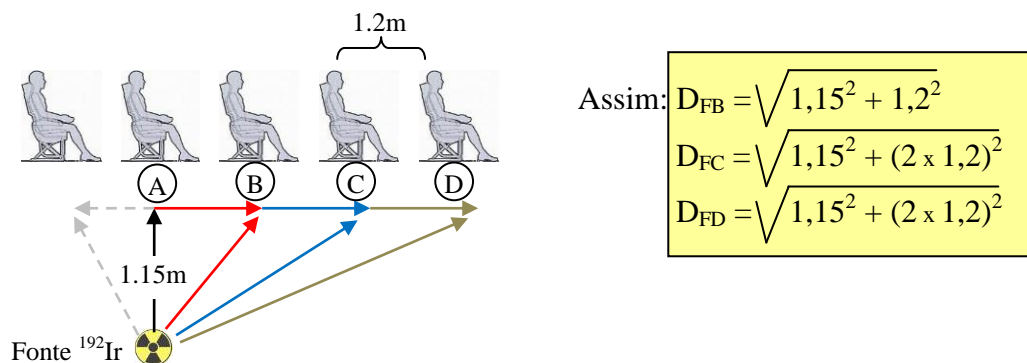 1.2m
A B C D
1.15m
Fonte ¹⁹²Ir
Assim: D_FB = √(1,15² + 1,2²)
D_FC = √(1,15² + (2 x 1,2)²)
D_FD = √(1,15² + (2 x 1,2)²)